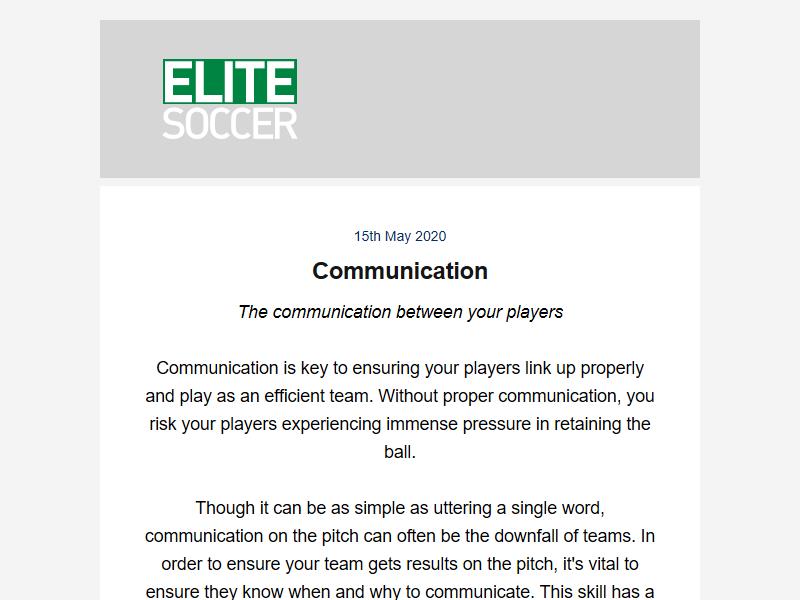 ELITE
SOCCER
15th May 2020
Communication
The communication between your players
Communication is key to ensuring your players link up properly
and play as an efficient team. Without proper communication, you
risk your players experiencing immense pressure in retaining the
ball.
Though it can be as simple as uttering a single word,
communication on the pitch can often be the downfall of teams. In
order to ensure your team gets results on the pitch, it's vital to
ensure they know when and why to communicate. This skill has a